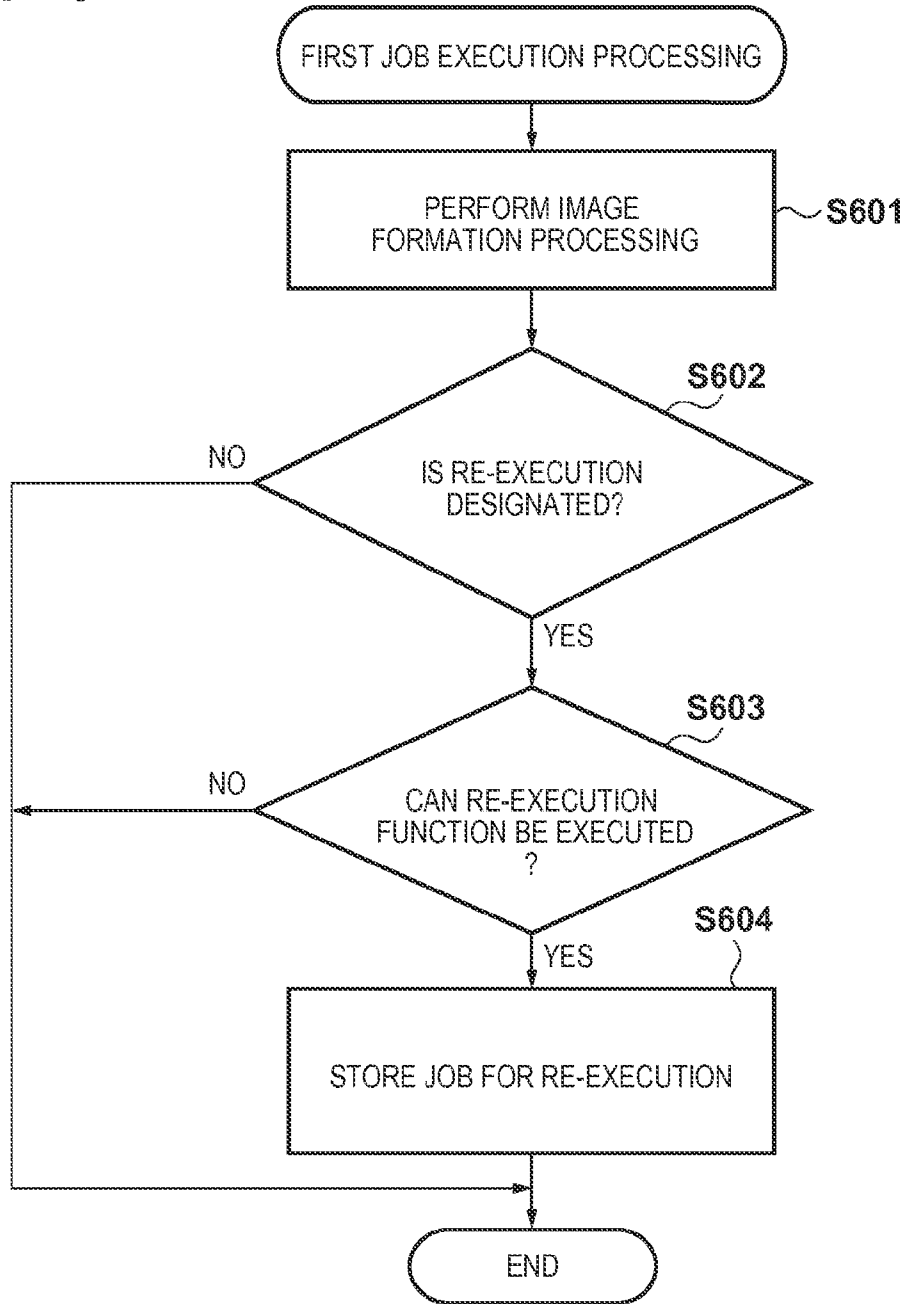 FIRST JOB EXECUTION PROCESSING
PERFORM IMAGE
FORMATION PROCESSING
S601
S602
NO
IS RE-EXECUTION
DESIGNATED?
YES
S603
NO
CAN RE-EXECUTION
FUNCTION BE EXECUTED
?
S604
YES
STORE JOB FOR RE-EXECUTION
END